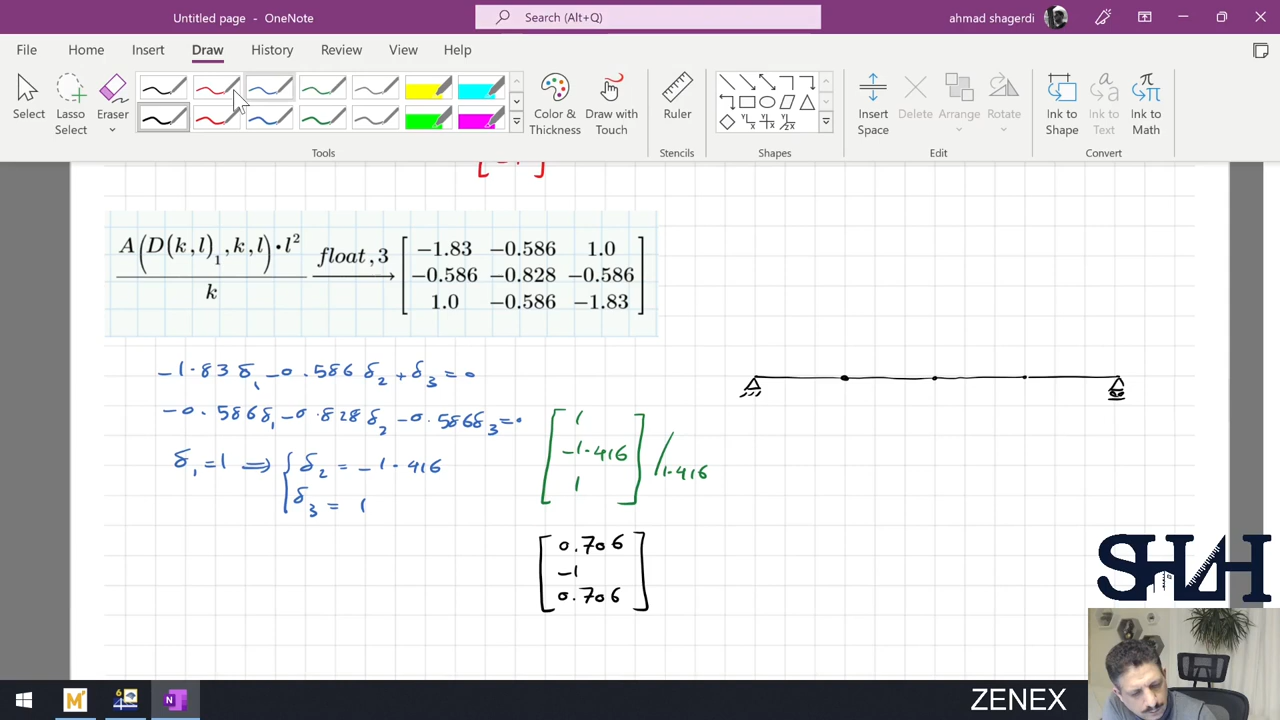 Untitled page - OneNote
Search (Alt+Q)
ahmad shagerdi
File Home Insert Draw History Review View Help
Select
Lasso Select
Eraser
Color & Thickness
Draw with Touch
Ruler
Insert Space
Delete
Arrange
Rotate
Ink to Shape
Ink to Text
Ink to Math
Tools
Stencils
Shapes
Edit
Convert
A(D(k,l)₁,k,l)•l²
k
float,3
−1.83 −0.586 1.0
−0.586 −0.828 −0.586
1.0 −0.586 −1.83
-1.83 δ₁ -0.586 δ₂ + δ₃ = 0
-0.586δ₁ -0.828δ₂ -0.586δ₃ = 0
δ₁ = 1 ⇒ { δ₂ = -1.416
δ₃ = 1
1
-1.416
1
/1.416
0.706
-1
0.706
SHZH
ZENEX